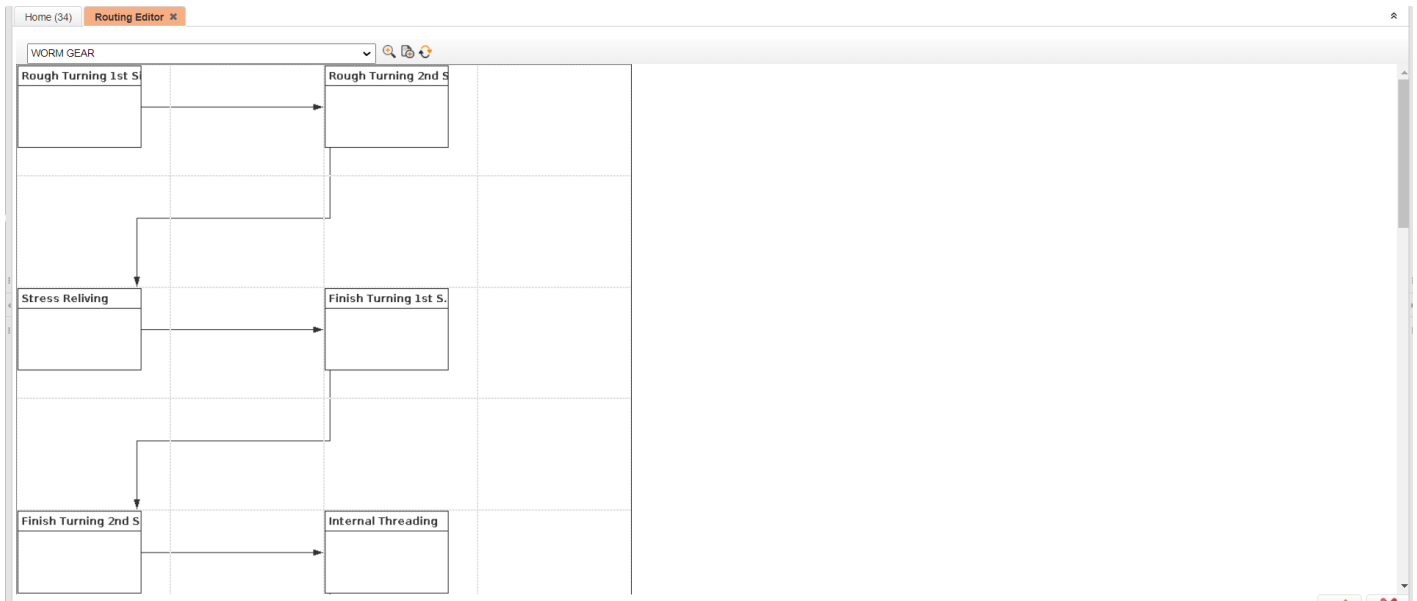 Home (34) Routing Editor
WORM GEAR
Rough Turning 1st Si
Rough Turning 2nd S
Stress Reliving
Finish Turning 1st S.
Finish Turning 2nd S
Internal Threading